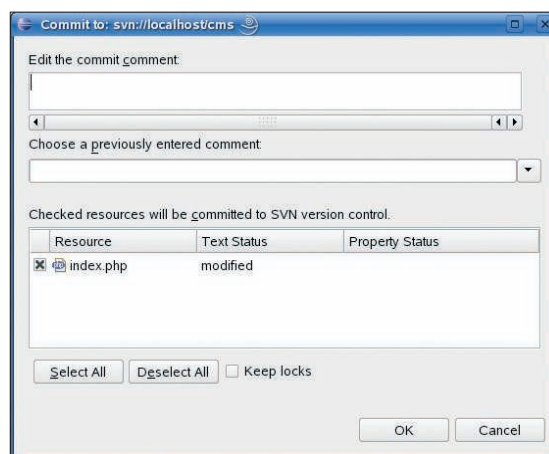 Commit to: svn://localhost/cms
Edit the commit comment:
Choose a previously entered comment:
Checked resources will be committed to SVN version control.
Resource Text Status Property Status
index.php modified
Select All Deselect All Keep locks
OK Cancel